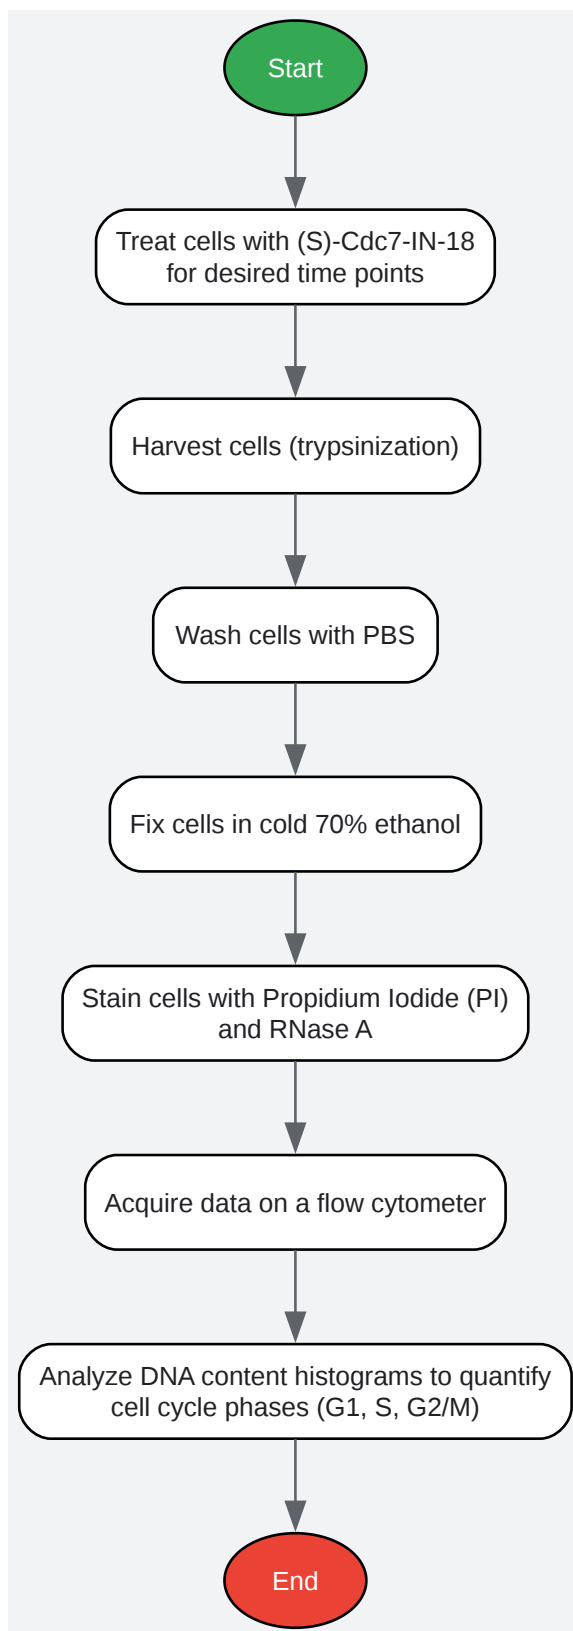 Start
Treat cells with (S)-Cdc7-IN-18
for desired time points
Harvest cells (trypsinization)
Wash cells with PBS
Fix cells in cold 70% ethanol
Stain cells with Propidium Iodide (PI)
and RNase A
Acquire data on a flow cytometer
Analyze DNA content histograms to quantify
cell cycle phases (G1, S, G2/M)
End